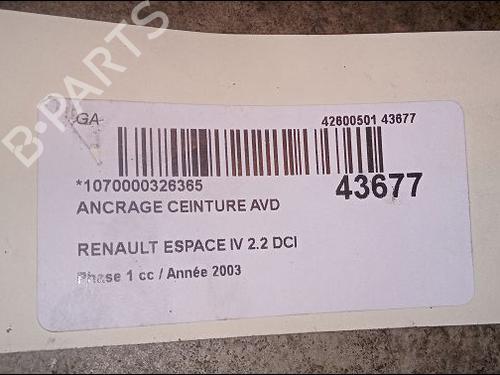 B-PARTS
GA
42600501 43677
*1070000326365
43677
ANCRAGE CEINTURE AVD
RENAULT ESPACE IV 2.2 DCI
Phase 1 cc / Année 2003